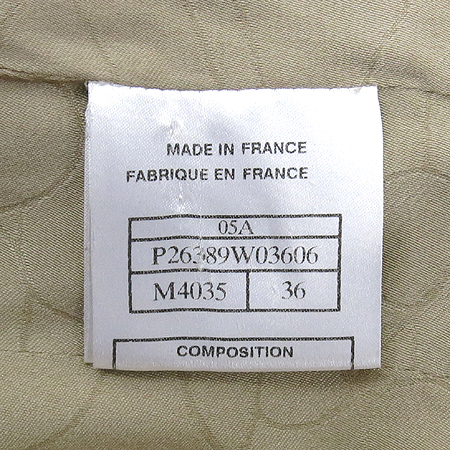 MADE IN FRANCE
FABRIQUE EN FRANCE
05A
P26389W03606
M4035 36
COMPOSITION